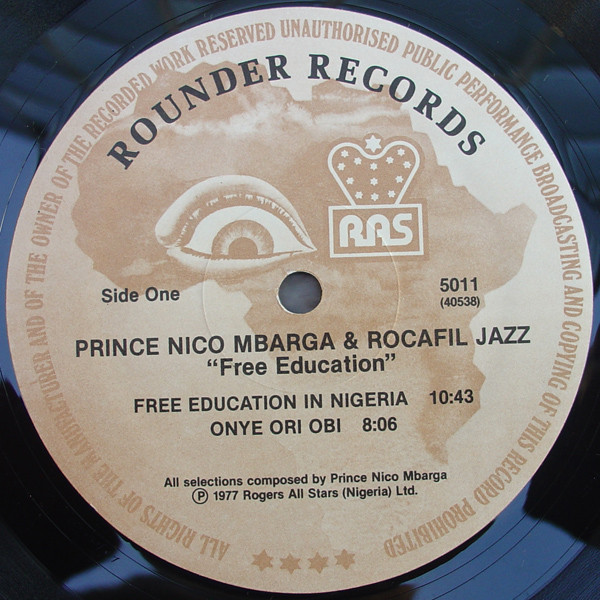 ALL RIGHTS OF THE MANUFACTURER AND OF THE OWNER OF THE RECORDED WORK RESERVED UNAUTHORISED PUBLIC PERFORMANCE BROADCASTING AND COPYING OF THIS RECORD PROHIBITED
ROUNDER RECORDS
RAS
Side One
5011
(40538)
PRINCE NICO MBARGA & ROCAFIL JAZZ
“Free Education”
FREE EDUCATION IN NIGERIA 10:43
ONYE ORI OBI 8:06
All selections composed by Prince Nico Mbarga
℗ 1977 Rogers All Stars (Nigeria) Ltd.